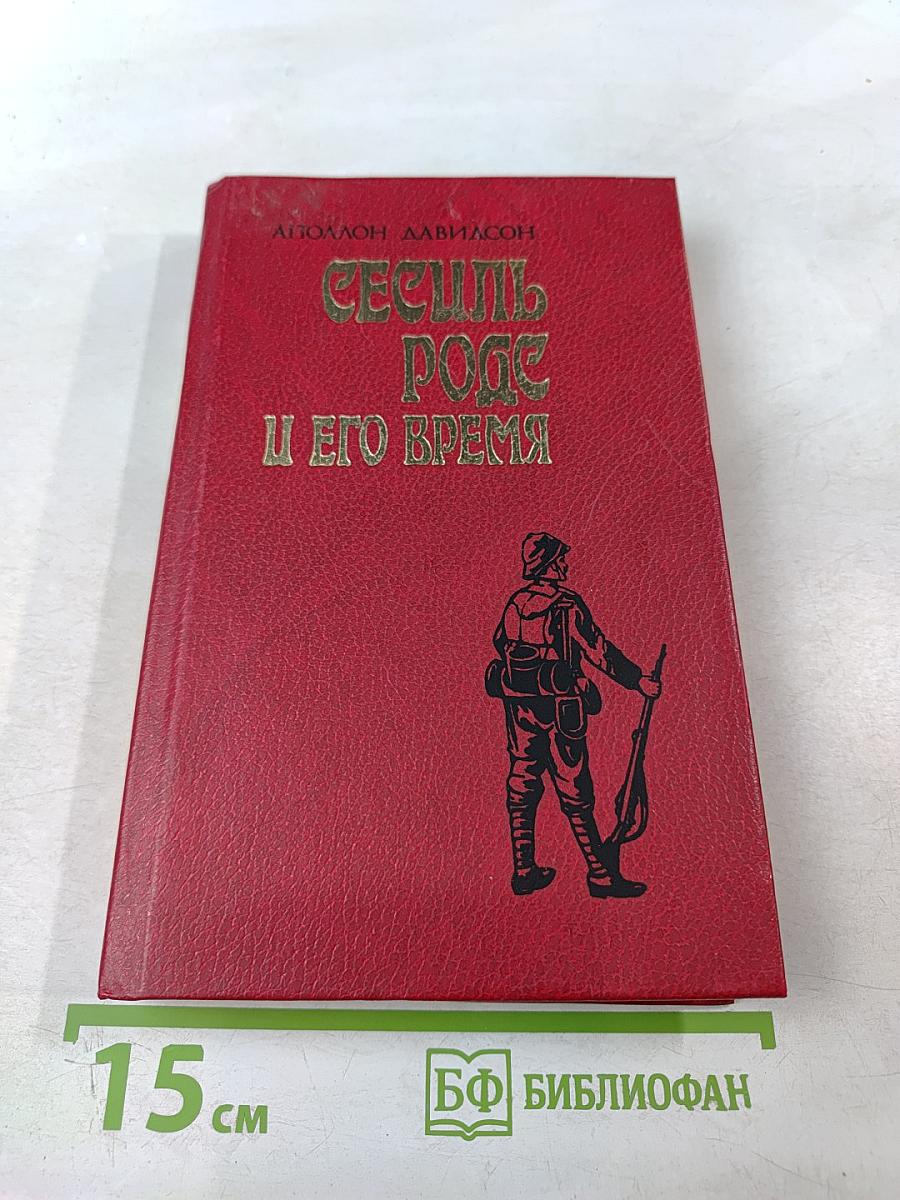 АПОЛЛОН ДАВИДСОН
СЕСИЛЬ
РОДС
И ЕГО ВРЕМЯ
15 см
БФ БИБЛИОФАН